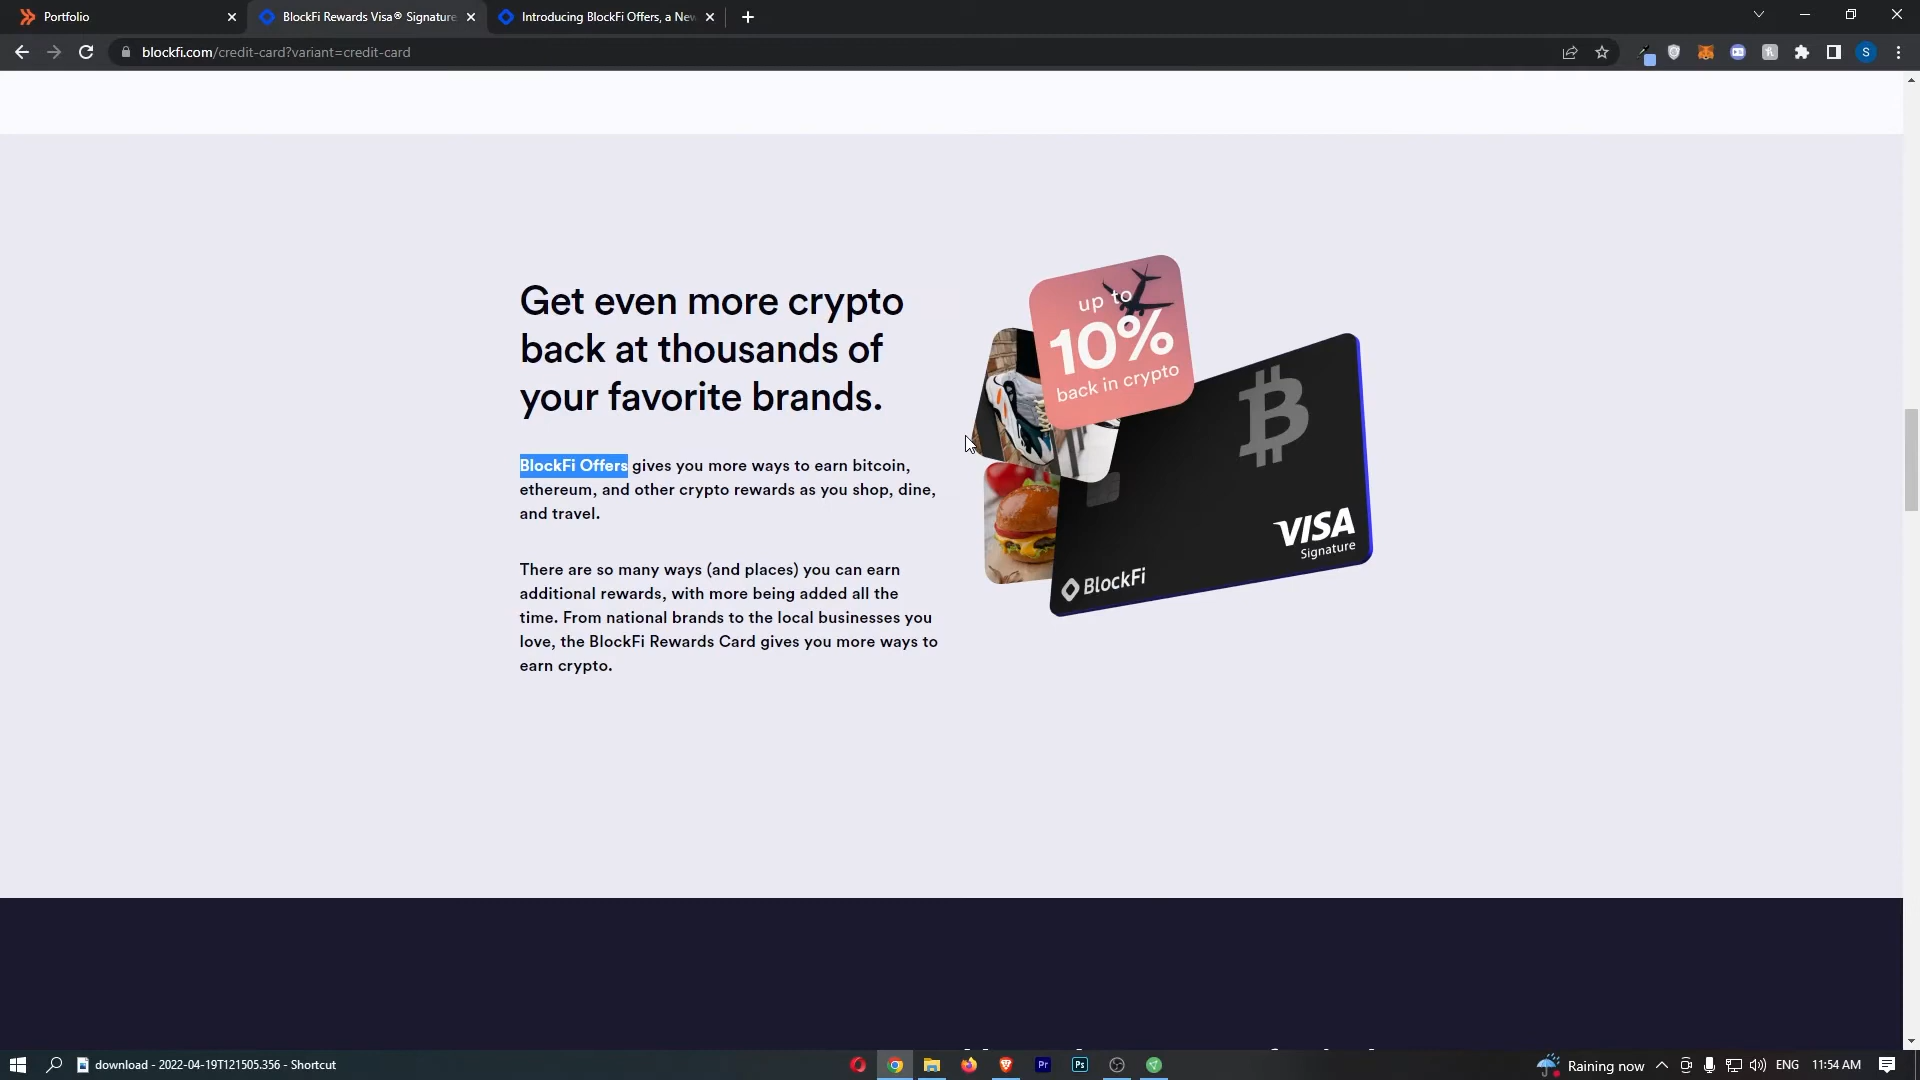 Portfolio
BlockFi Rewards Visa® Signature
Introducing BlockFi Offers, a Nev
blockfi.com/credit-card?variant=credit-card
S
Get even more crypto
back at thousands of
your favorite brands.
BlockFi Offers gives you more ways to earn bitcoin,
ethereum, and other crypto rewards as you shop, dine,
and travel.
There are so many ways (and places) you can earn
additional rewards, with more being added all the
time. From national brands to the local businesses you
love, the BlockFi Rewards Card gives you more ways to
earn crypto.
up to
10%
back in crypto
VISA
Signature
BlockFi
download - 2022-04-19T121505.356 - Shortcut
Pr
Ps
Raining now
ENG
11:54 AM